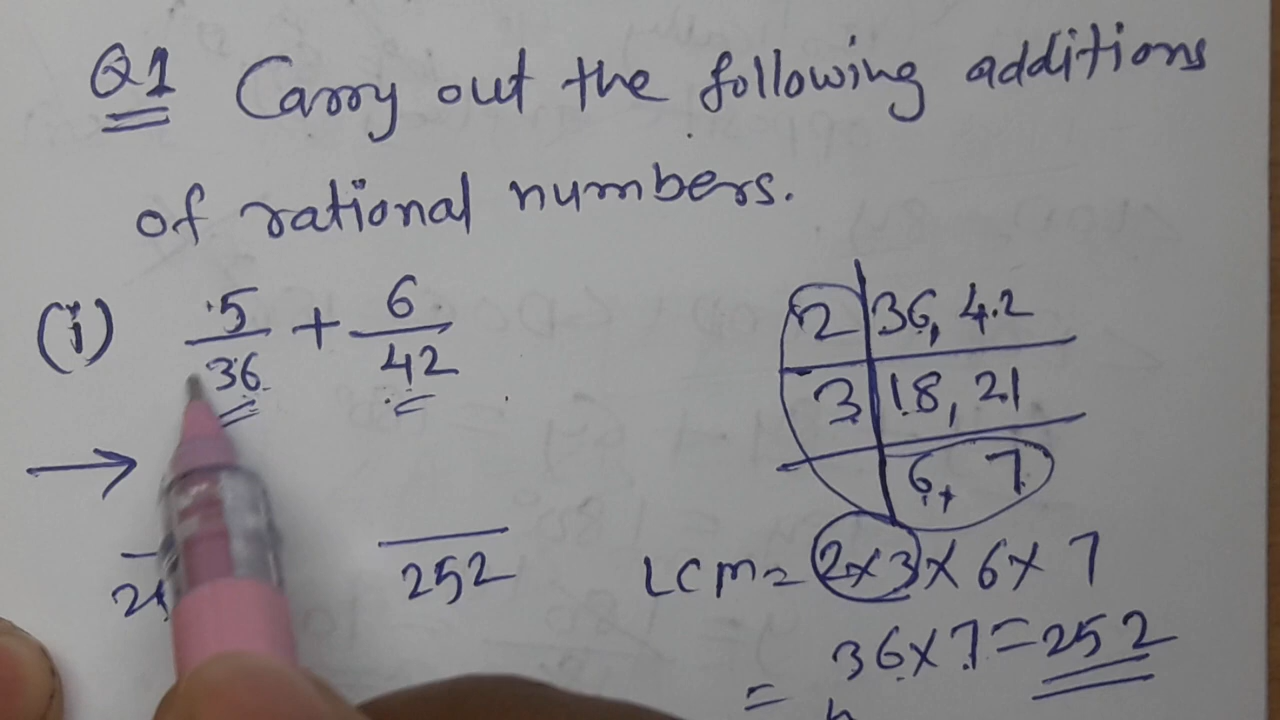 Q1 Carry out the following additions
of rational numbers.
(i) 5/36 + 6/42
→
252
2 | 36, 42
3 | 18, 21
6, 7
LCM = 2×3×6×7
= 36×7=252